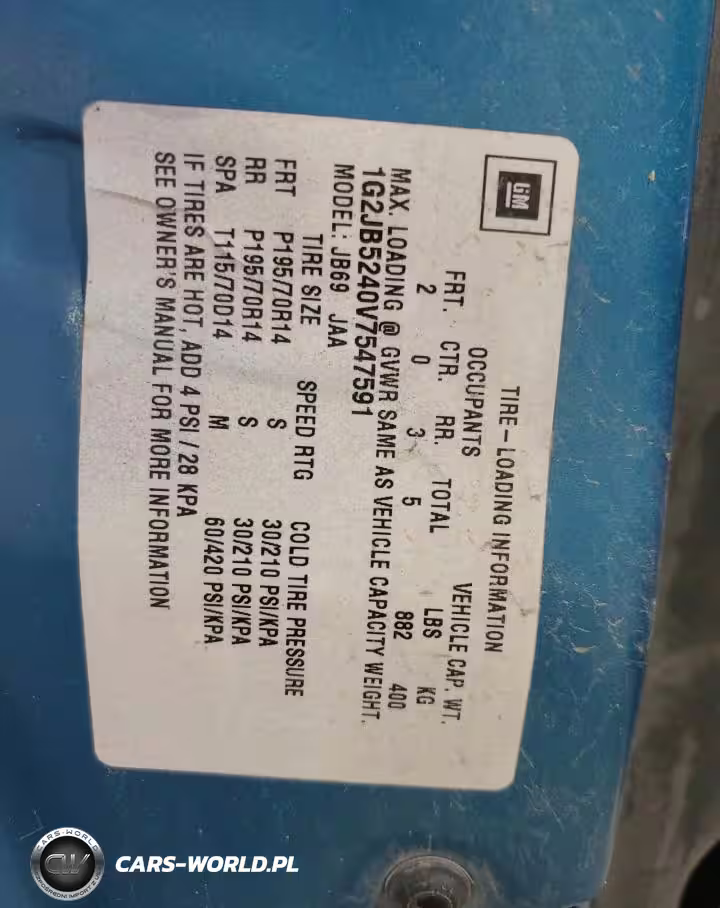 GM
TIRE-LOADING INFORMATION
OCCUPANTS VEHICLE CAP. WT.
FRT. CTR. RR. TOTAL LBS KG
2 0 3 5 882 400
MAX. LOADING @ GVWR SAME AS VEHICLE CAPACITY WEIGHT.
1G2JB5240V7547591
MODEL: JB69 JAA
TIRE SIZE SPEED RTG COLD TIRE PRESSURE
FRT P195/70R14 S 30/210 PSI/KPA
RR P195/70R14 S 30/210 PSI/KPA
SPA T115/70D14 M 60/420 PSI/KPA
IF TIRES ARE HOT, ADD 4 PSI / 28 KPA
SEE OWNER'S MANUAL FOR MORE INFORMATION
CARS-WORLD
CW
CARS-WORLD.PL